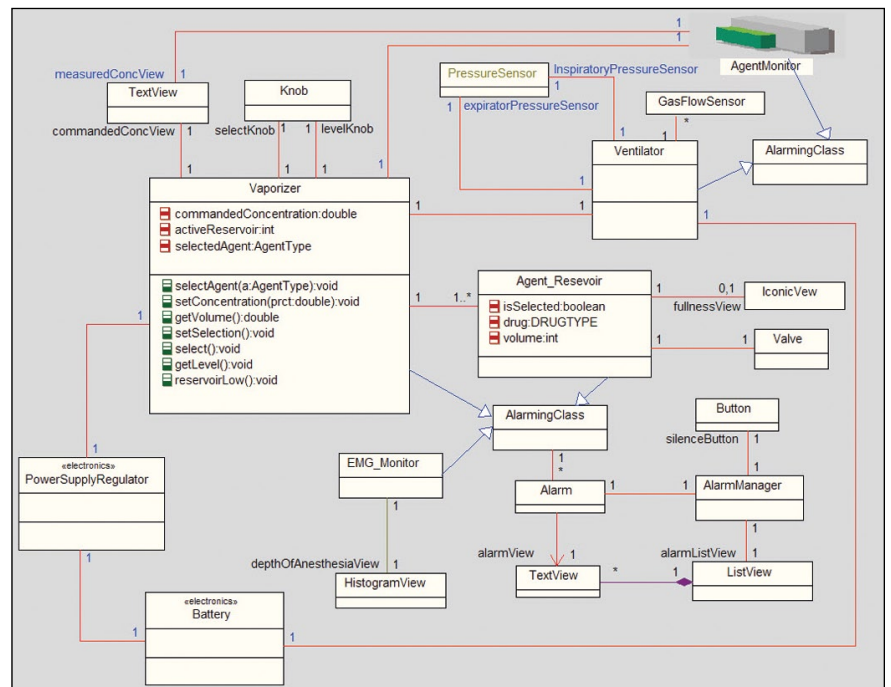 1
1
1
AgentMonitor
measuredConcView
TextView
commandedConcView
1
1
Knob
selectKnob
1
1
levelKnob
1
1
1
PressureSensor
1
InspiratoryPressureSensor
1
expiratorPressureSensor
1
1
GasFlowSensor
*
1
Ventilator
1
1
1
AlarmingClass
Vaporizer
commandedConcentration:double
activeReservoir:int
selectedAgent:AgentType
selectAgent(a:AgentType):void
setConcentration(prct:double):void
getVolume():double
setSelection():void
select():void
getLevel():void
reservoirLow():void
1
1
1
1..*
Agent_Resevoir
isSelected:boolean
drug:DRUGTYPE
volume:int
1
0,1
fullnessView
IconicVew
1
1
Valve
AlarmingClass
1
*
Button
silenceButton
1
1
EMG_Monitor
1
depthOfAnesthesiaView
1
HistogramView
Alarm
1
1
AlarmManager
1
alarmView
1
alarmListView
1
TextView
*
1
ListView
1
«electronics»
PowerSupplyRegulator
1
1
«electronics»
Battery
1